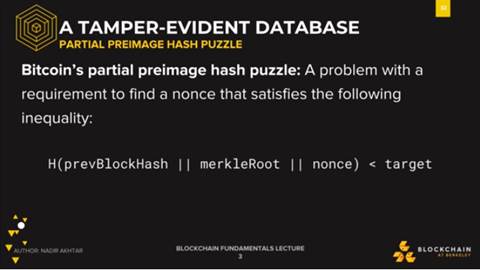 52
A TAMPER-EVIDENT DATABASE
PARTIAL PREIMAGE HASH PUZZLE
Bitcoin's partial preimage hash puzzle: A problem with a
requirement to find a nonce that satisfies the following
inequality:
H(prevBlockHash || merkleRoot || nonce) < target
AUTHOR: NADIR AKHTAR
BLOCKCHAIN FUNDAMENTALS LECTURE
3
BLOCKCHAIN
AT BERKELEY